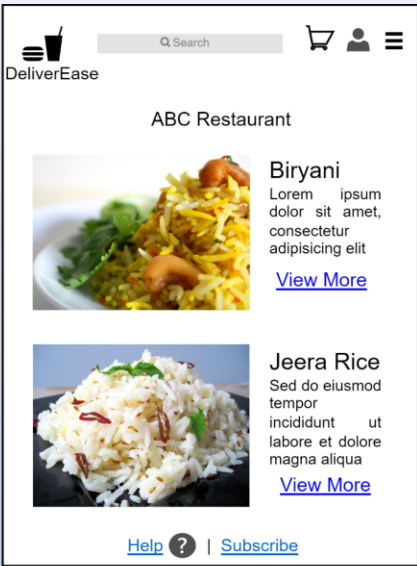 Search
DeliverEase
ABC Restaurant
Biryani
Lorem ipsum
dolor sit amet,
consectetur
adipisicing elit
View More
Jeera Rice
Sed do eiusmod
tempor
incididunt ut
labore et dolore
magna aliqua
View More
Help ? | Subscribe